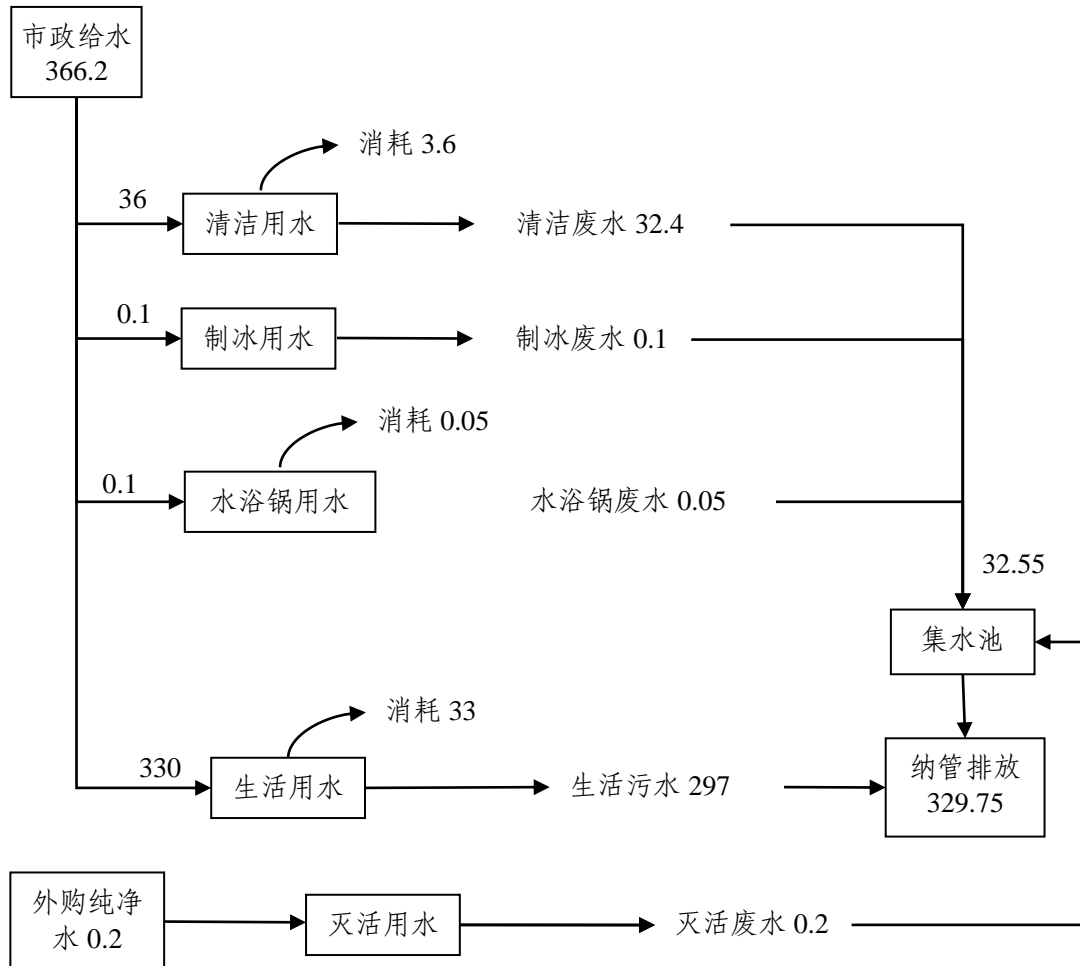 市政给水
366.2
消耗 3.6
36
清洁用水
清洁废水 32.4
0.1
制冰用水
制冰废水 0.1
消耗 0.05
0.1
水浴锅用水
水浴锅废水 0.05
32.55
集水池
消耗 33
330
生活用水
生活污水 297
纳管排放
329.75
外购纯净
水 0.2
灭活用水
灭活废水 0.2